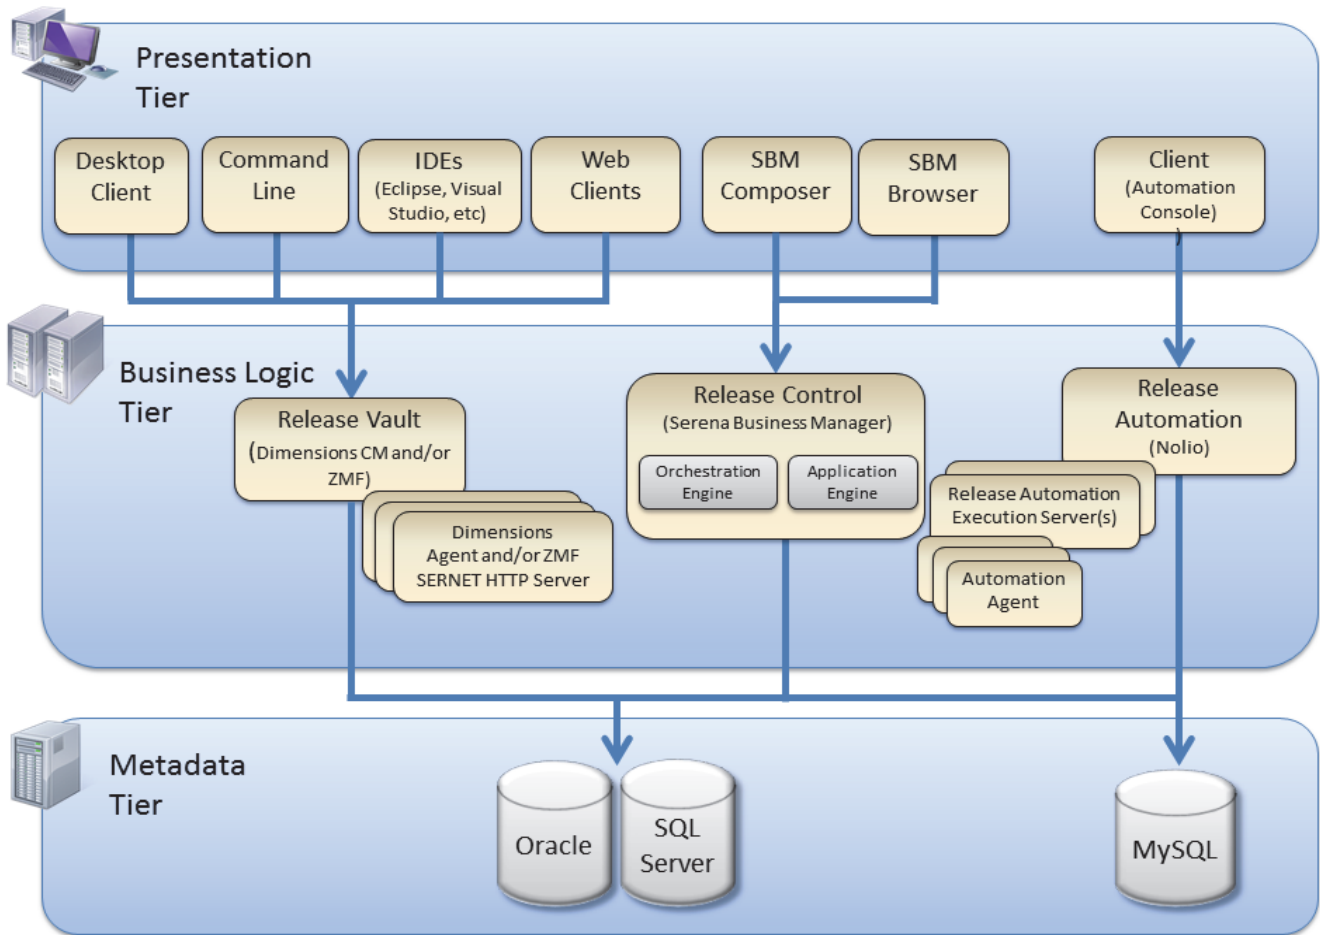 Presentation
Tier
Desktop
Client
Command
Line
IDEs
(Eclipse, Visual
Studio, etc)
Web
Clients
SBM
Composer
SBM
Browser
Client
(Automation
Console)
)
Business Logic
Tier
Release Vault
(Dimensions CM and/or
ZMF)
Dimensions
Agent and/or ZMF
SERNET HTTP Server
Release Control
(Serena Business Manager)
Orchestration
Engine
Application
Engine
Release
Automation
(Nolio)
Release Automation
Execution Server(s)
Automation
Agent
Metadata
Tier
Oracle
SQL
Server
MySQL